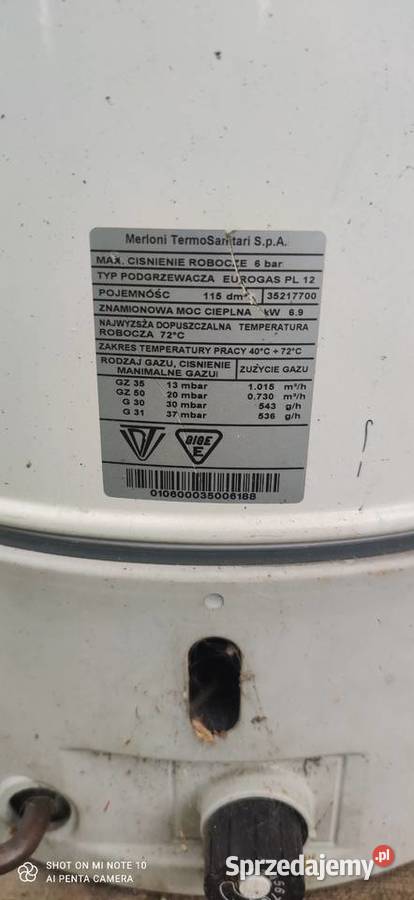 Merloni TermoSanitari S.p.A.
MAX. CISNIENIE ROBOCZE 6 bar
TYP PODGRZEWACZA EUROGAS PL 12
POJEMNOŚĆ 115 dm³ 35217700
ZNAMIONOWA MOC CIEPLNA kW 6.9
NAJWYZSZA DOPUSZCZALNA TEMPERATURA
ROBOCZA 72°C
ZAKRES TEMPERATURY PRACY 40°C ÷ 72°C
RODZAJ GAZU, CISNIENIE
MANIMALNE GAZU:
ZUZYCIE GAZU
GZ 35 13 mbar 1.015 m³/h
GZ 50 20 mbar 0.730 m³/h
G 30 30 mbar 543 g/h
G 31 37 mbar 536 g/h
E
010600035006188
567
SHOT ON MI NOTE 10
AI PENTA CAMERA
Sprzedajemy.pl